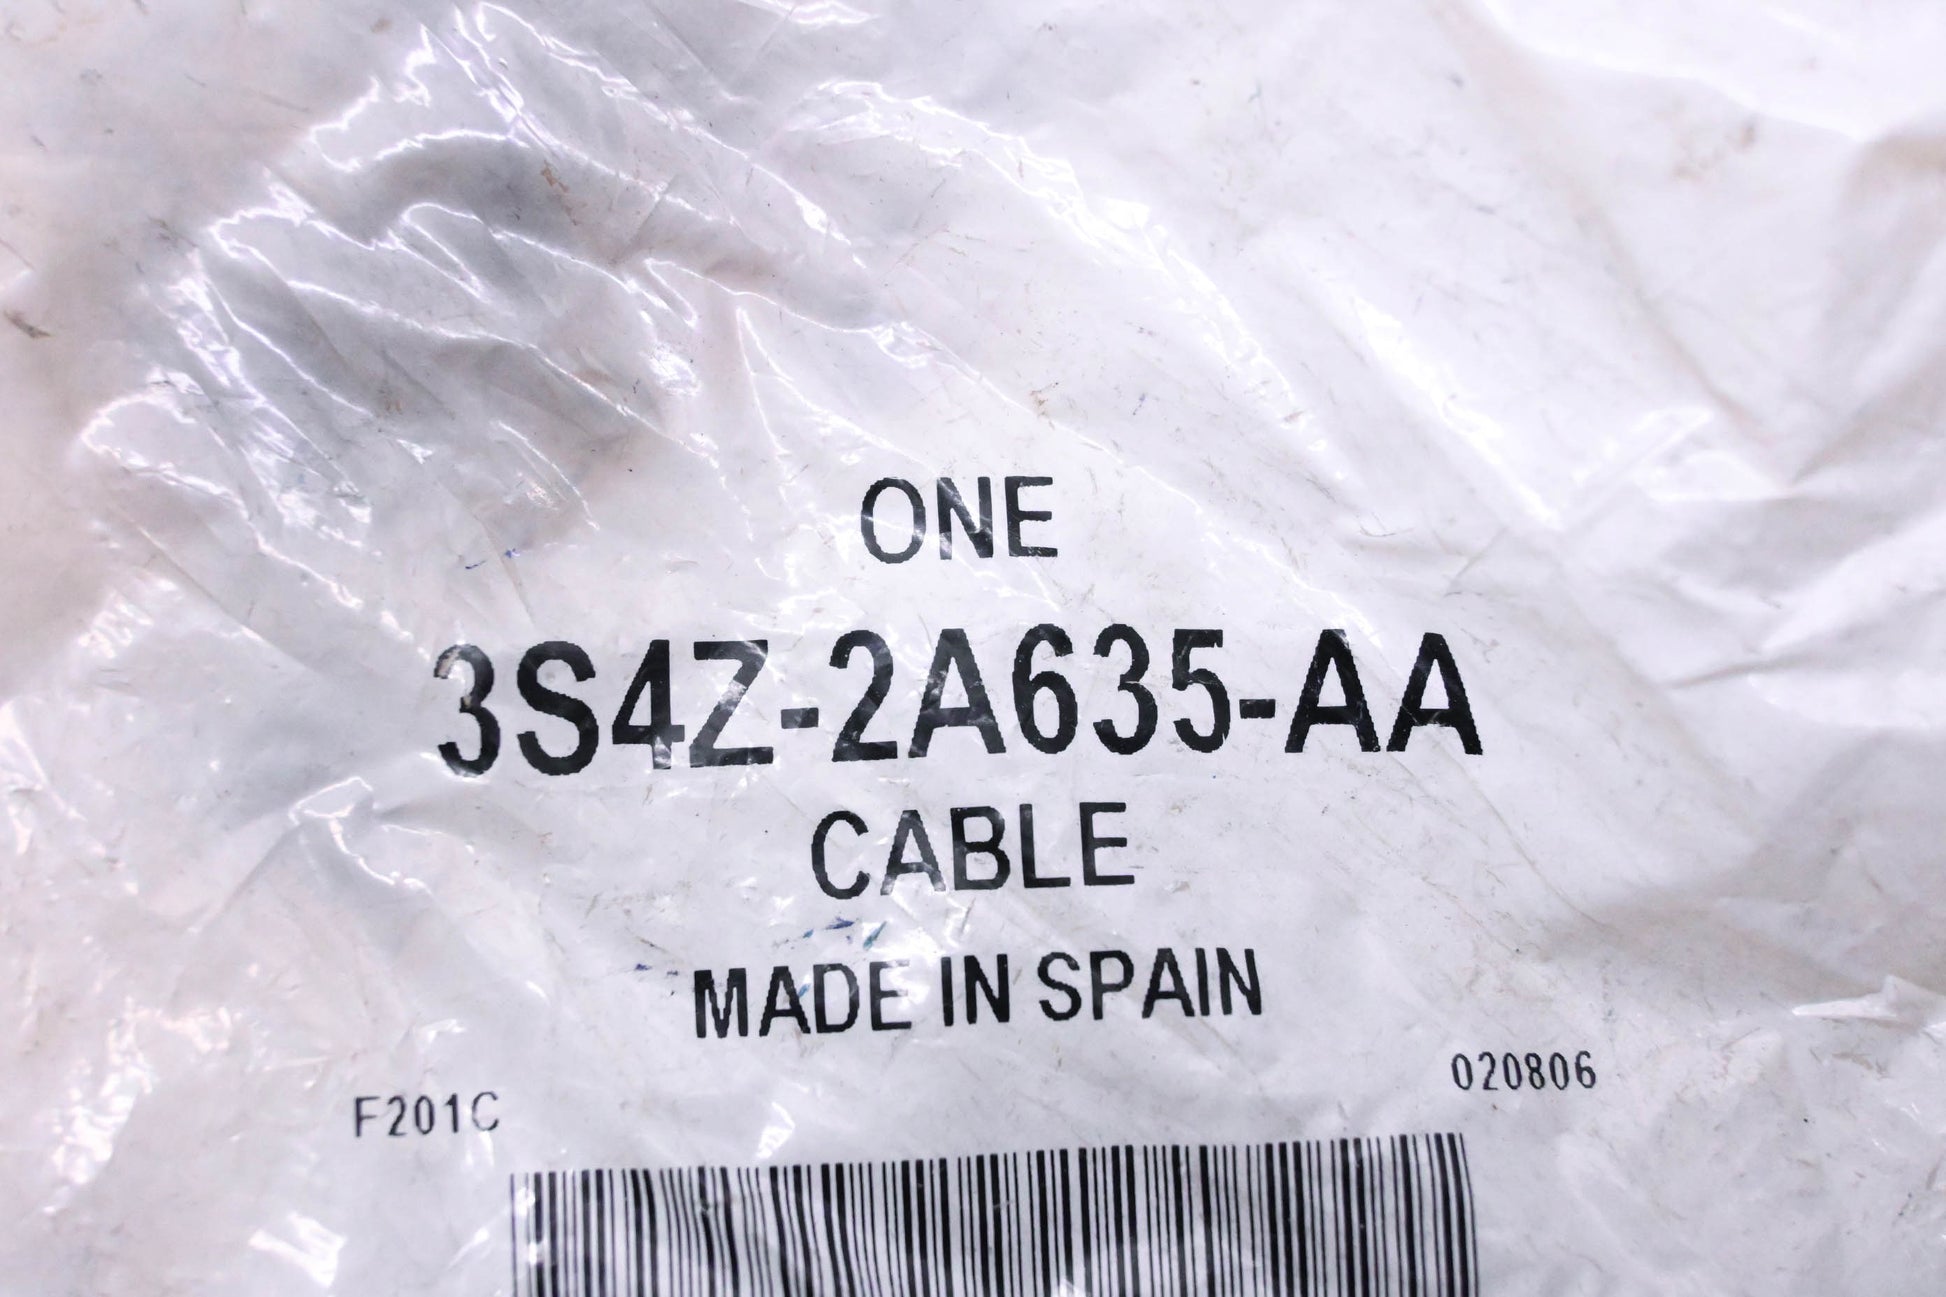 ONE
3S4Z-2A635-AA
CABLE
MADE IN SPAIN
F201C
020806